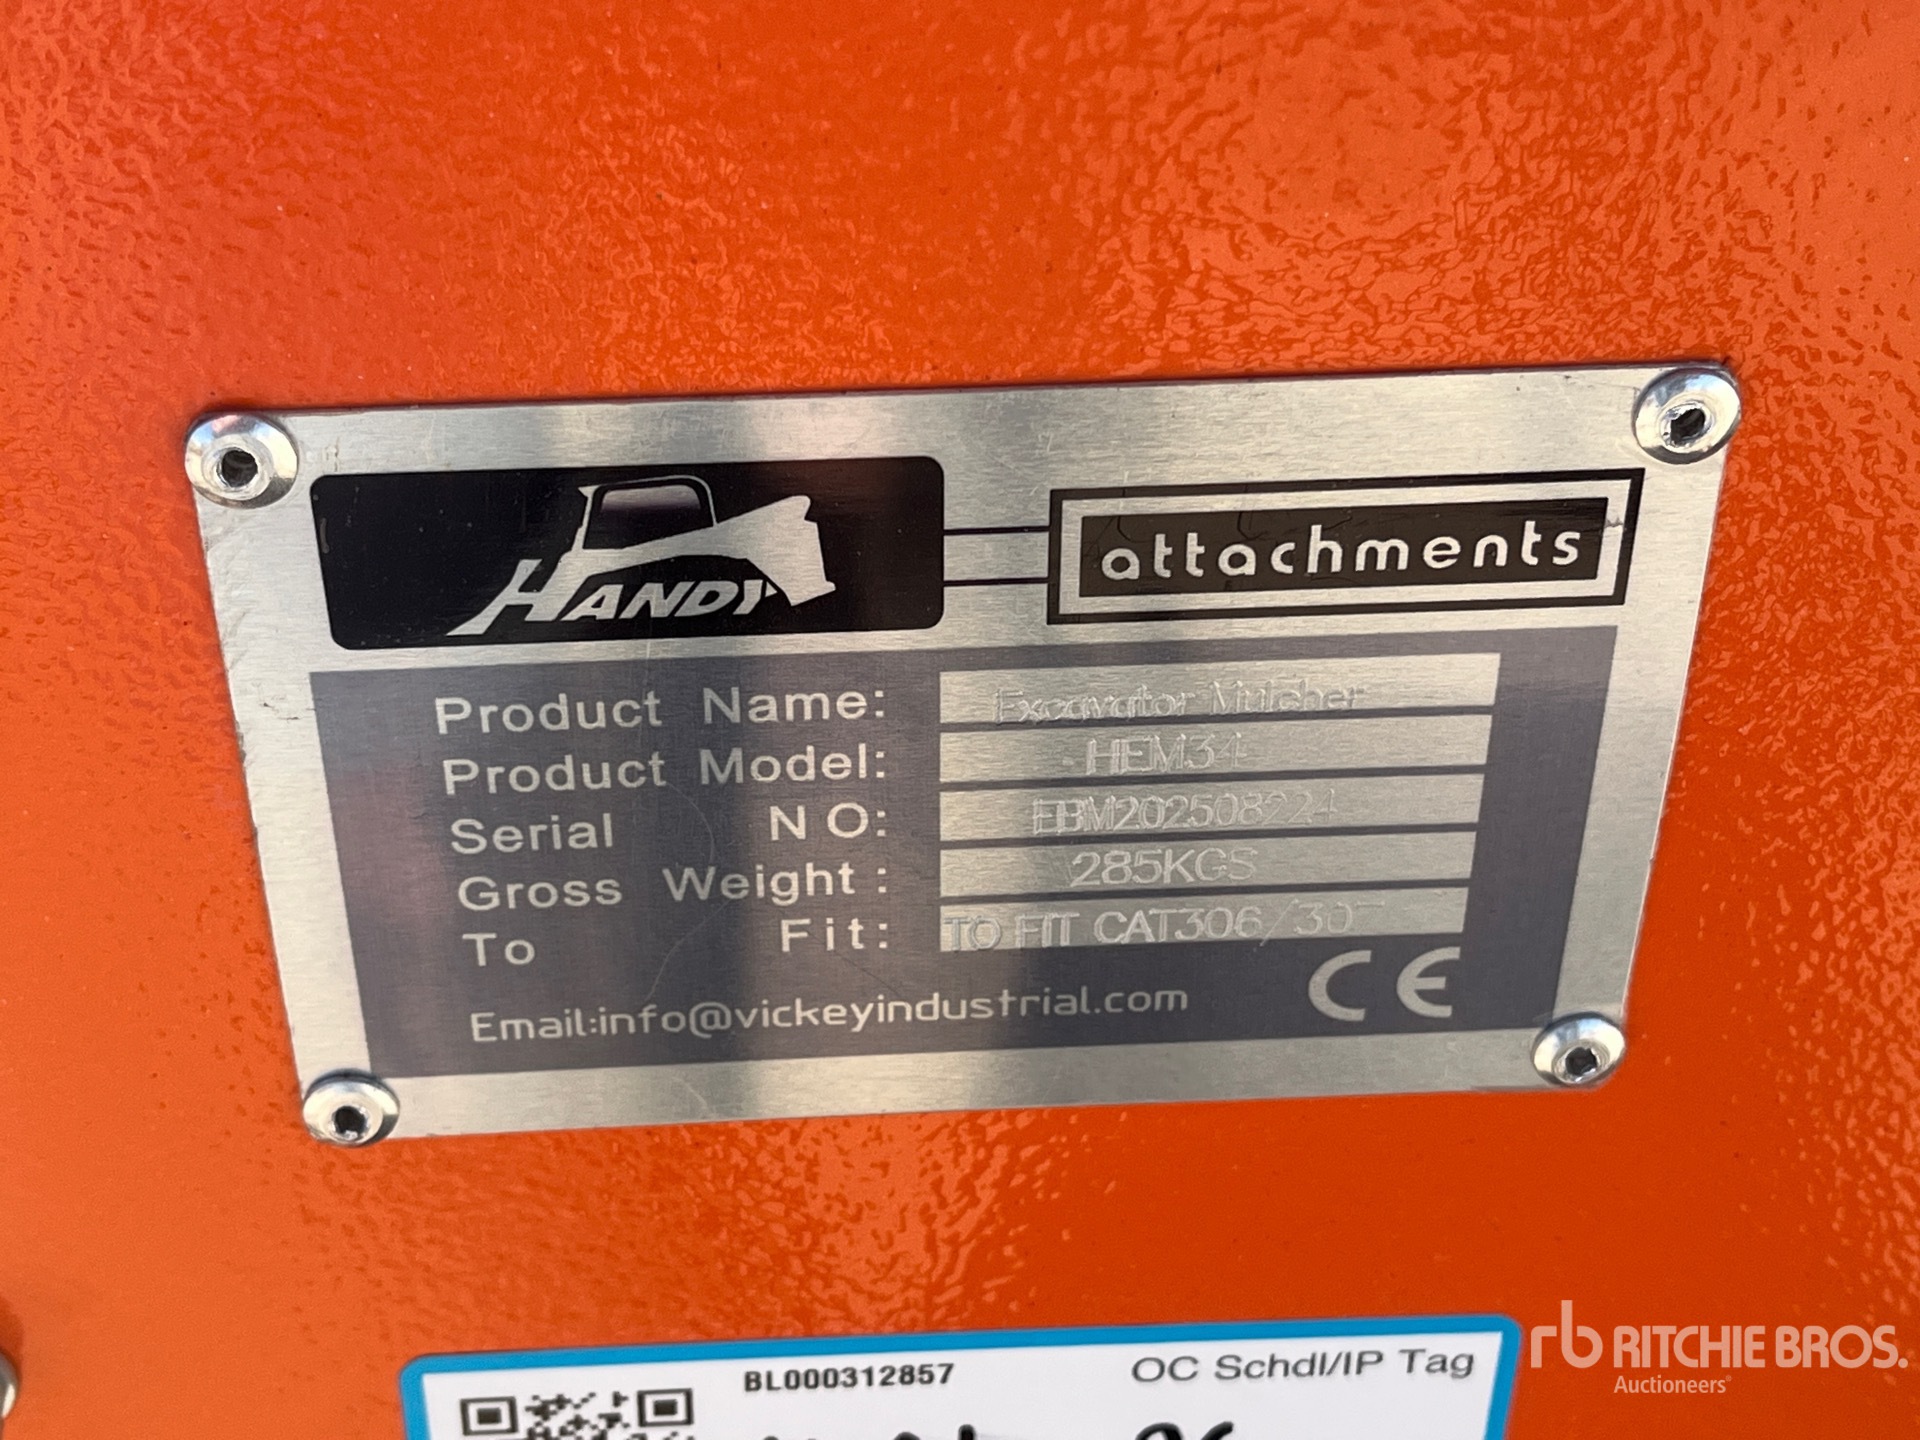 HANDY attachments
Product Name: Excavator Mulcher
Product Model: HEM34
Serial NO: EBM202508224
Gross Weight: 285KGS
To Fit: TO FIT CAT306/307
Email:info@vickeyindustrial.com CE
BL000312857 OC Schdl/IP Tag
rb RITCHIE BROS.
Auctioneers